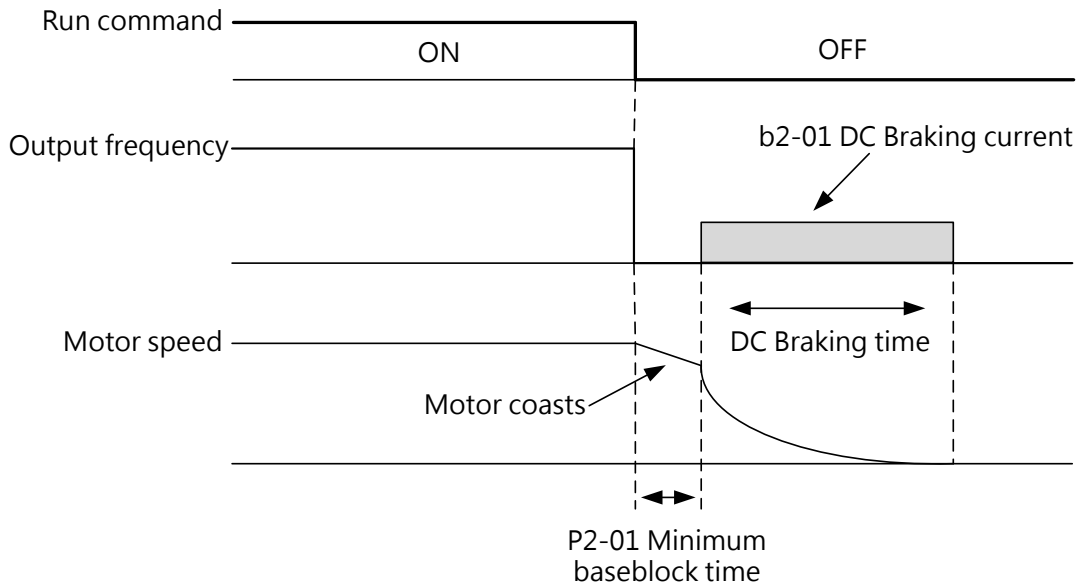 Run command
ON
OFF
Output frequency
b2-01 DC Braking current
Motor speed
DC Braking time
Motor coasts
P2-01 Minimum
baseblock time